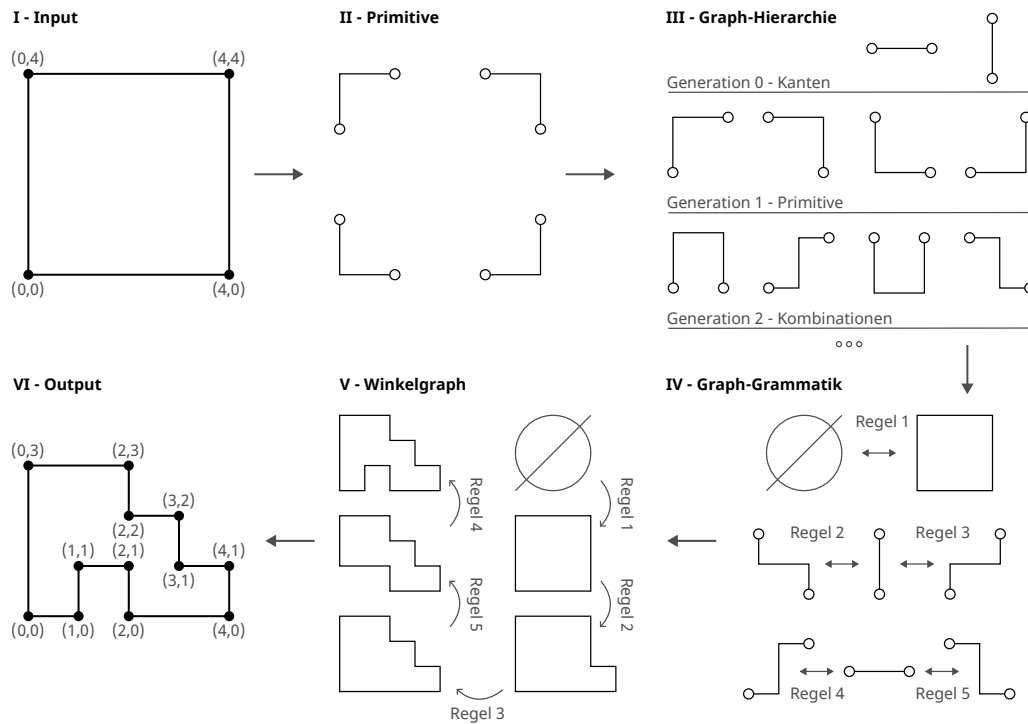 I - Input
(0,4)
(4,4)
(0,0)
(4,0)
II - Primitive
III - Graph-Hierarchie
Generation 0 - Kanten
Generation 1 - Primitive
Generation 2 - Kombinationen
VI - Output
(0,3)
(2,3)
(3,2)
(2,2)
(1,1)
(2,1)
(4,1)
(3,1)
(0,0)
(1,0)
(2,0)
(4,0)
V - Winkelgraph
Regel 4
Regel 1
Regel 5
Regel 2
Regel 3
IV - Graph-Grammatik
Regel 1
Regel 2
Regel 3
Regel 4
Regel 5